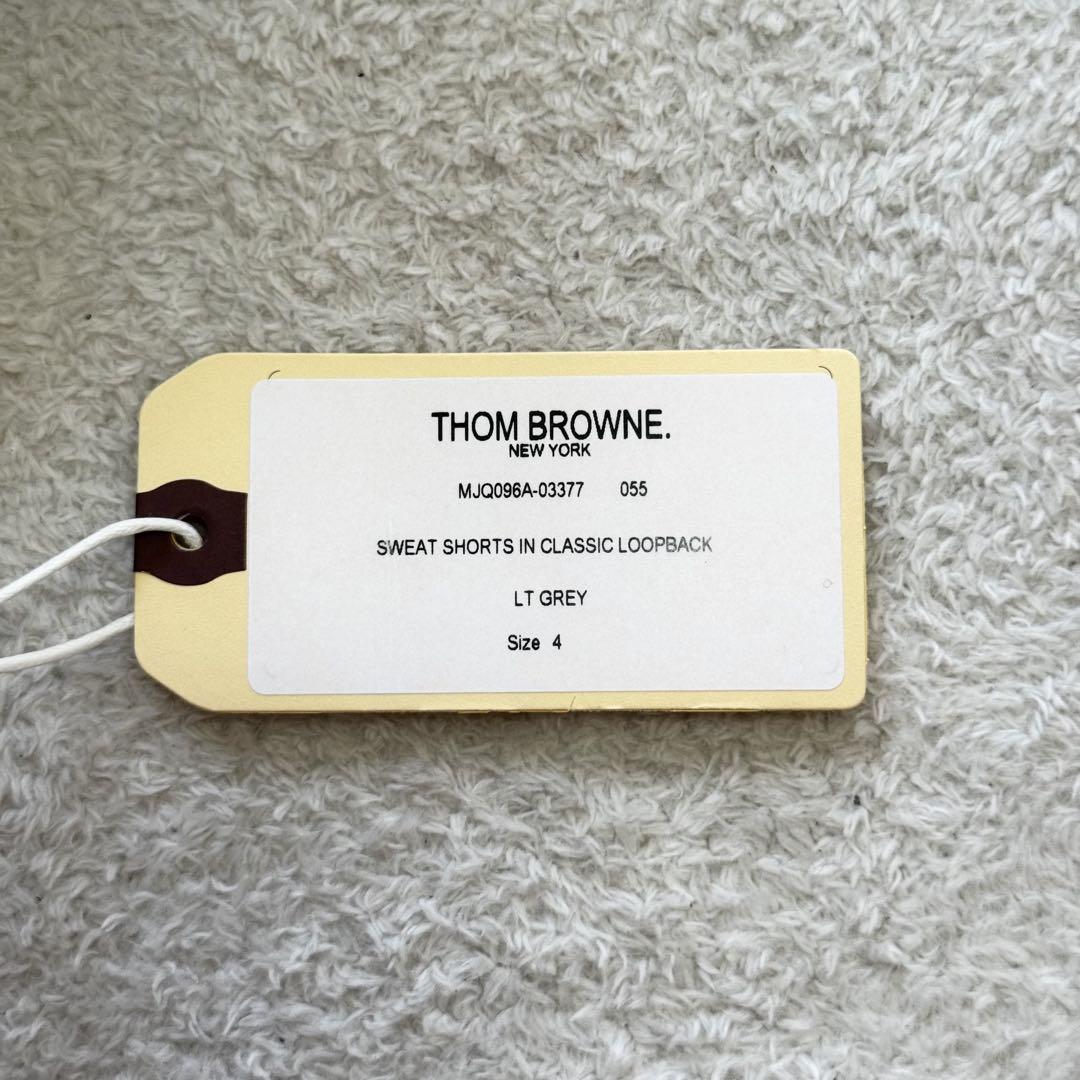 THOM BROWNE.
NEW YORK
MJQ096A-03377 055
SWEAT SHORTS IN CLASSIC LOOPBACK
LT GREY
Size 4